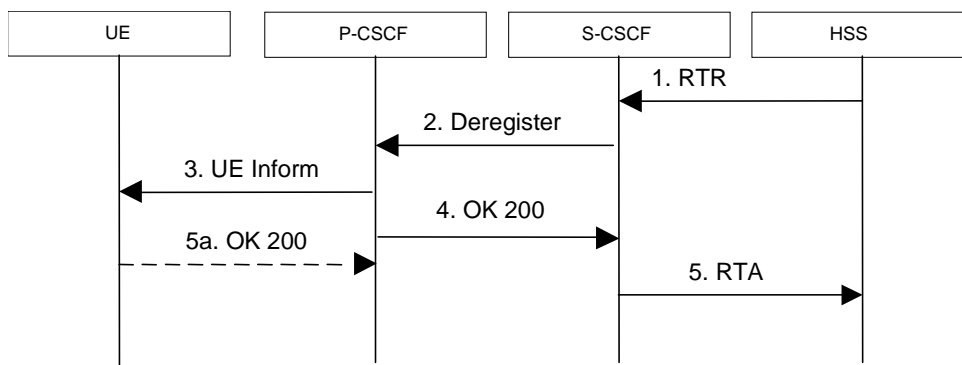 UE
P-CSCF
S-CSCF
HSS
1. RTR
2. Deregister
3. UE Inform
4. OK 200
5a. OK 200
5. RTA